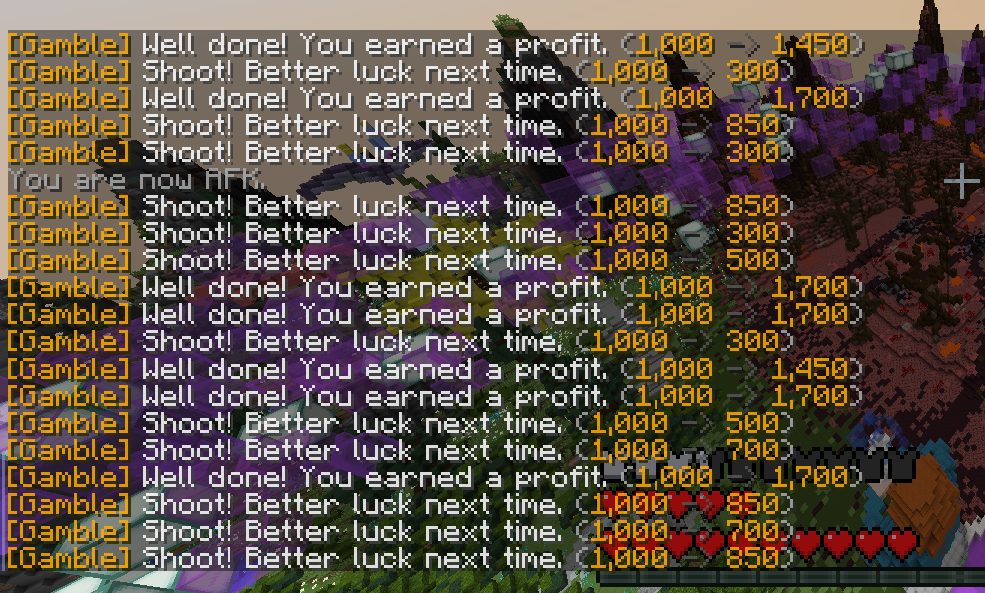 [Gamble] Well done! You earned a profit. (1,000 -> 1,450)
[Gamble] Shoot! Better luck next time. (1,000 -> 300)
[Gamble] Well done! You earned a profit. (1,000 -> 1,700)
[Gamble] Shoot! Better luck next time. (1,000 -> 850)
[Gamble] Shoot! Better luck next time. (1,000 -> 300)
You are now AFK.
[Gamble] Shoot! Better luck next time. (1,000 -> 850)
[Gamble] Shoot! Better luck next time. (1,000 -> 300)
[Gamble] Shoot! Better luck next time. (1,000 -> 500)
[Gamble] Well done! You earned a profit. (1,000 -> 1,700)
[Gamble] Well done! You earned a profit. (1,000 -> 1,700)
[Gamble] Shoot! Better luck next time. (1,000 -> 300)
[Gamble] Well done! You earned a profit. (1,000 -> 1,450)
[Gamble] Well done! You earned a profit. (1,000 -> 1,700)
[Gamble] Shoot! Better luck next time. (1,000 -> 500)
[Gamble] Shoot! Better luck next time. (1,000 -> 700)
[Gamble] Well done! You earned a profit. (1,000 -> 1,700)
[Gamble] Shoot! Better luck next time. (1,000 -> 850)
[Gamble] Shoot! Better luck next time. (1,000 -> 700)
[Gamble] Shoot! Better luck next time. (1,000 -> 850)